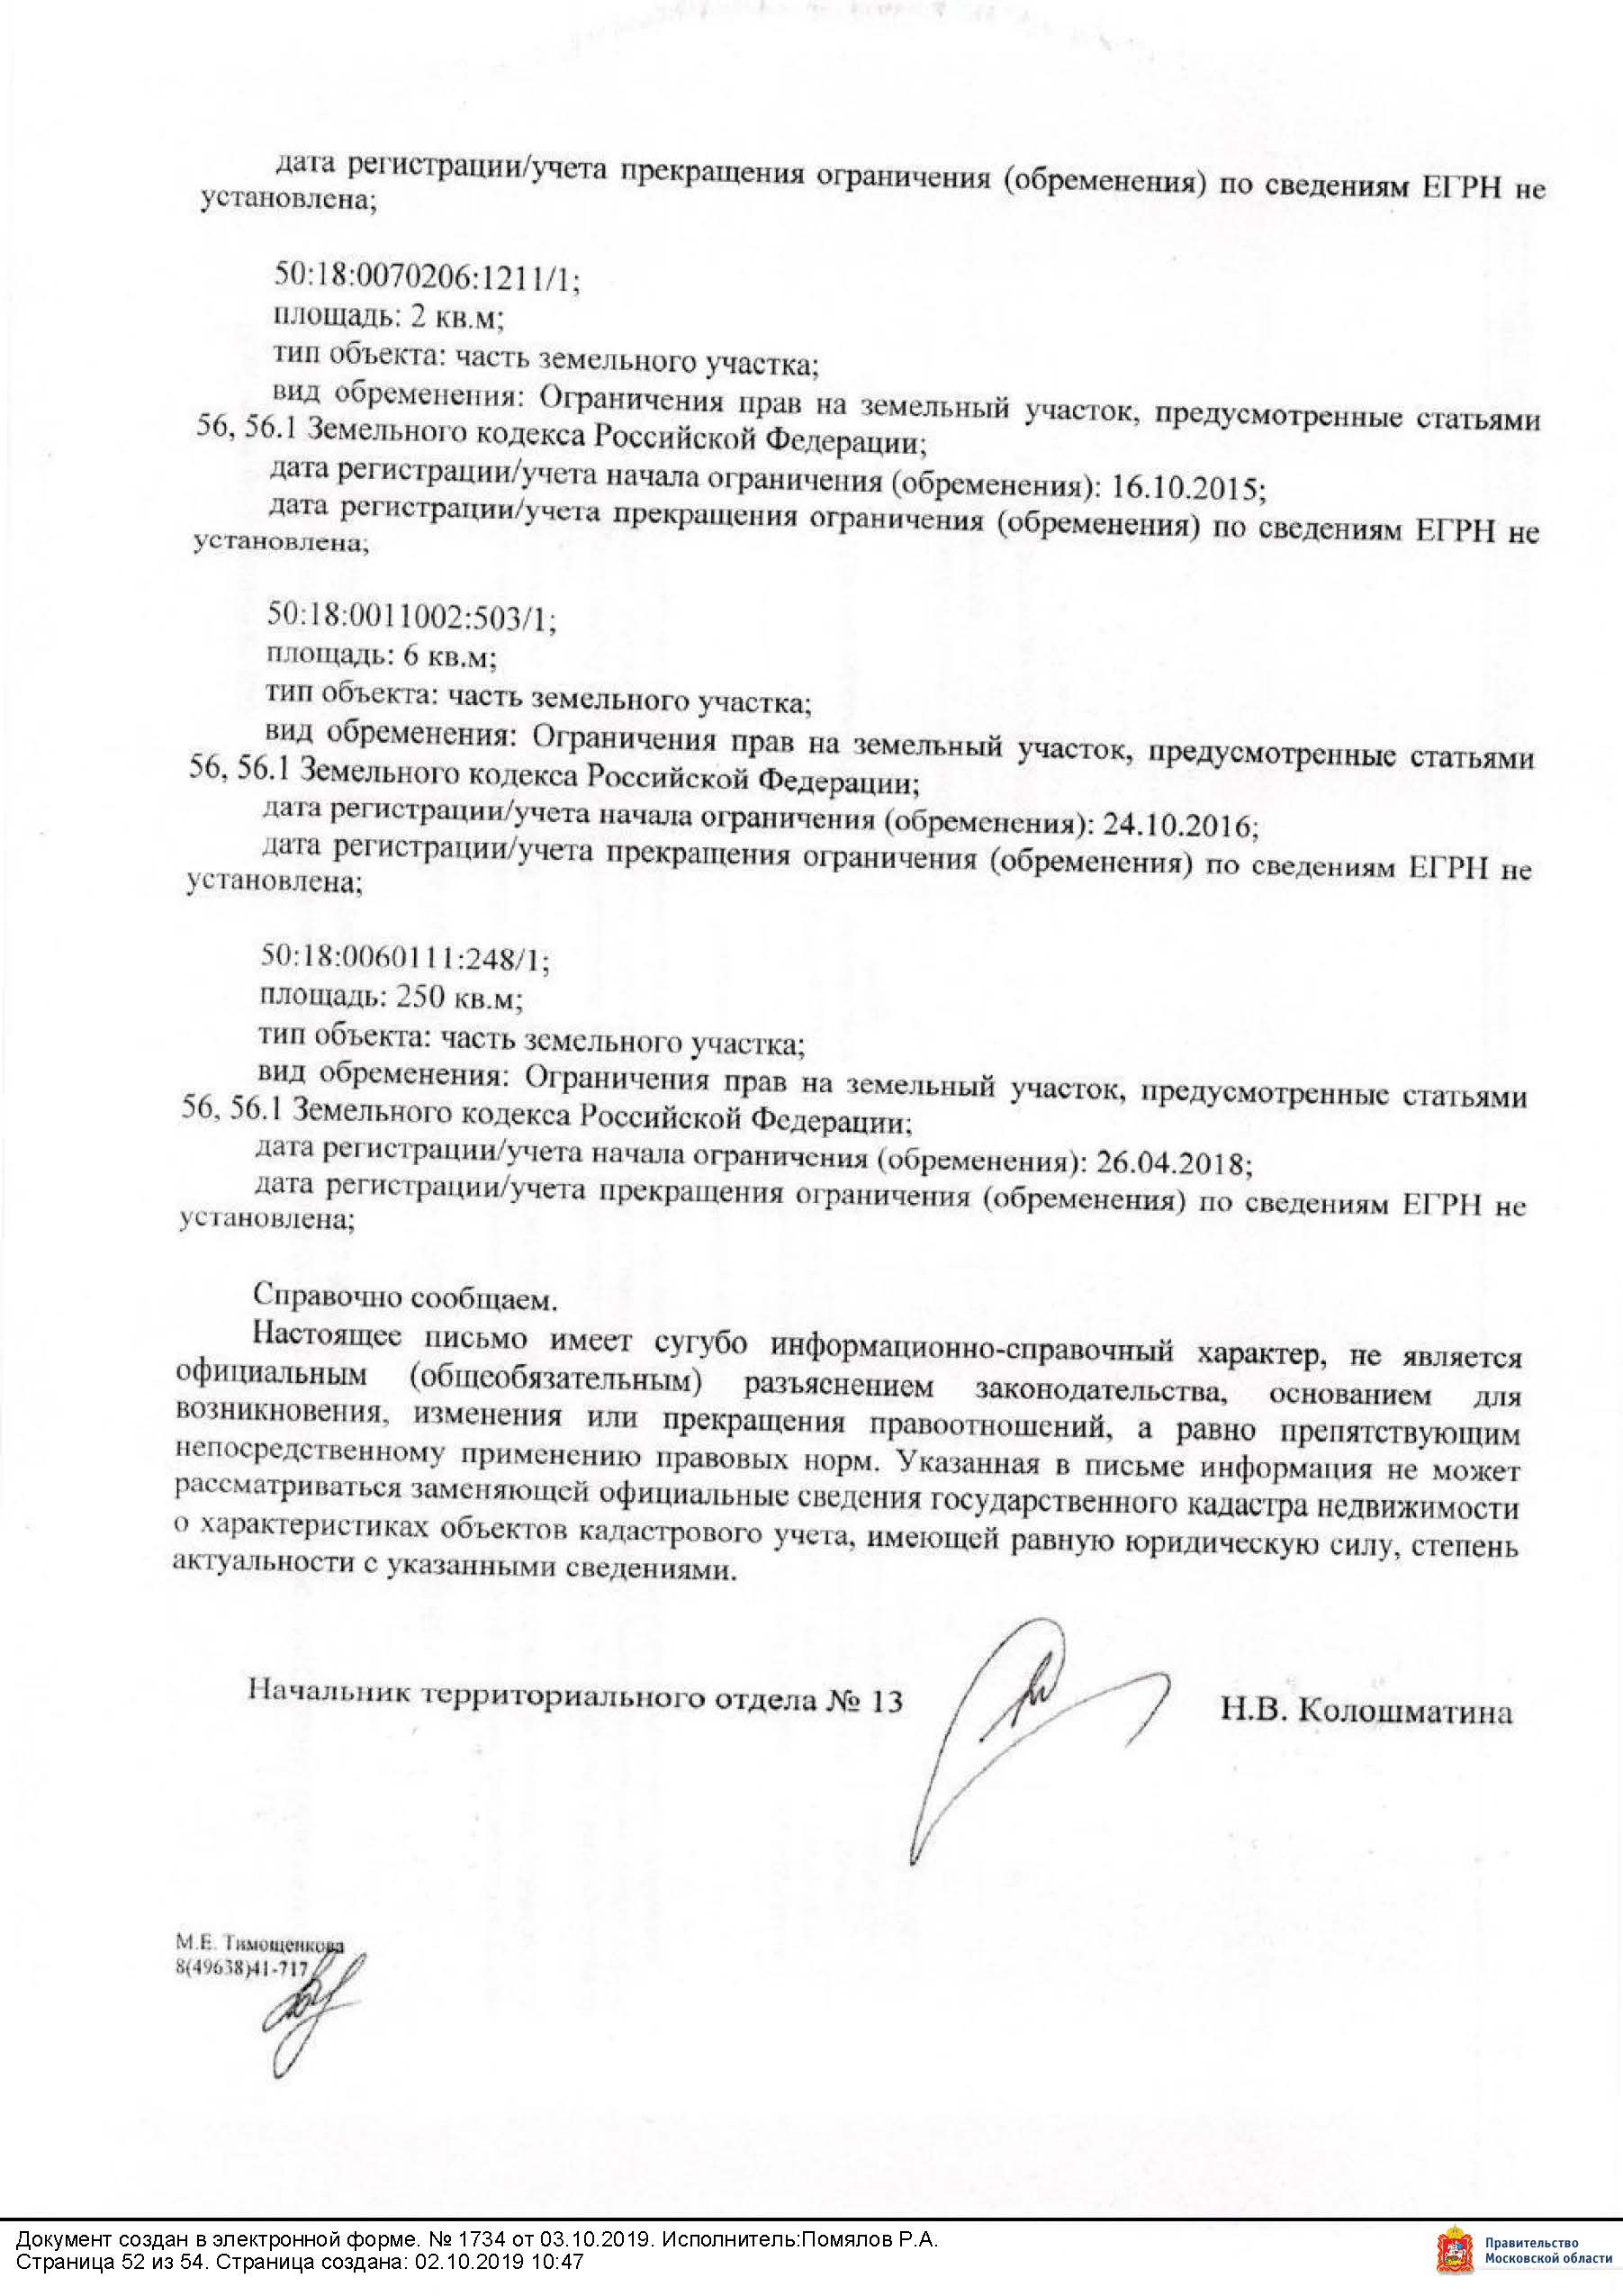 дата регистрации/учета прекращения ограничения (обременения) по сведениям ЕГРН не
установлена;
50:18:0070206:1211/1;
площадь: 2 кв.м;
тип объекта: часть земельного участка;
вид обременения: Ограничения прав на земельный участок, предусмотренные статьями
56, 56.1 Земельного кодекса Российской Федерации;
дата регистрации/учета начала ограничения (обременения): 16.10.2015;
дата регистрации/учета прекращения ограничения (обременения) по сведениям ЕГРН не
установлена;
50:18:0011002:503/1;
площадь: 6 кв.м;
тип объекта: часть земельного участка;
вид обременения: Ограничения прав на земельный участок, предусмотренные статьями
56, 56.1 Земельного кодекса Российской Федерации;
дата регистрации/учета начала ограничения (обременения): 24.10.2016;
дата регистрации/учета прекращения ограничения (обременения) по сведениям ЕГРН не
установлена;
50:18:0060111:248/1;
площадь: 250 кв.м;
тип объекта: часть земельного участка;
вид обременения: Ограничения прав на земельный участок, предусмотренные статьями
56, 56.1 Земельного кодекса Российской Федерации;
дата регистрации/учета начала ограничения (обременения): 26.04.2018;
дата регистрации/учета прекращения ограничения (обременения) по сведениям ЕГРН не
установлена;
Справочно сообщаем.
Настоящее письмо имеет сугубо информационно-справочный характер, не является
официальным (общеобязательным) разъяснением законодательства, основанием для
возникновения, изменения или прекращения правоотношений, а равно препятствующим
непосредственному применению правовых норм. Указанная в письме информация не может
рассматриваться заменяющей официальные сведения государственного кадастра недвижимости
о характеристиках объектов кадастрового учета, имеющей равную юридическую силу, степень
актуальности с указанными сведениями.
Начальник территориального отдела № 13 Н.В. Колошматина
М.Е. Тимощенкова
8(49638)41-717
Документ создан в электронной форме. № 1734 от 03.10.2019. Исполнитель:Помялов Р.А.
Страница 52 из 54. Страница создана: 02.10.2019 10:47
Правительство
Московской области